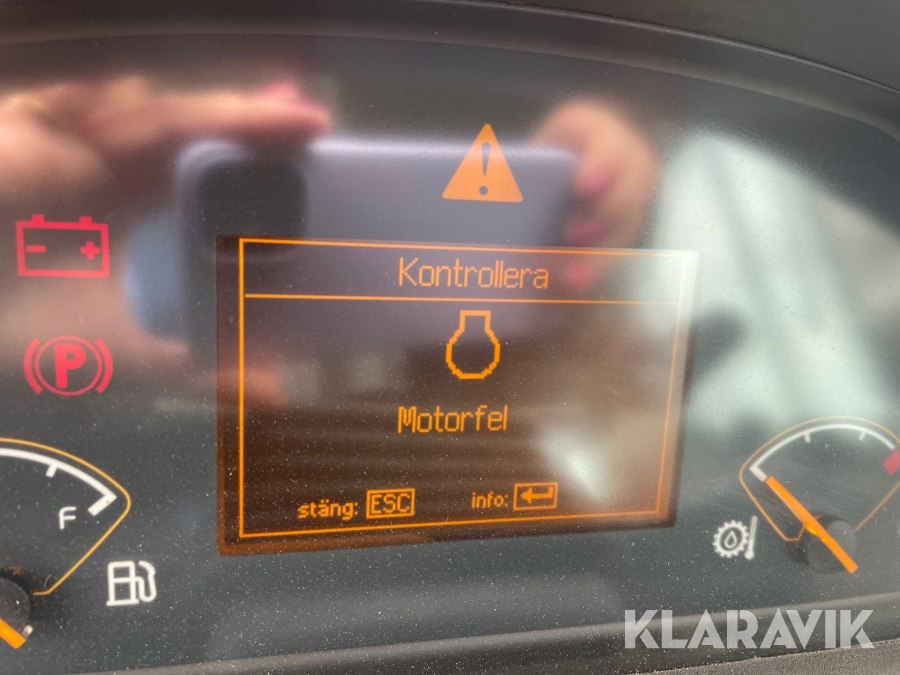 Kontrollera
P
Motorfel
F
stäng: ESC
info:
KLARAVIK